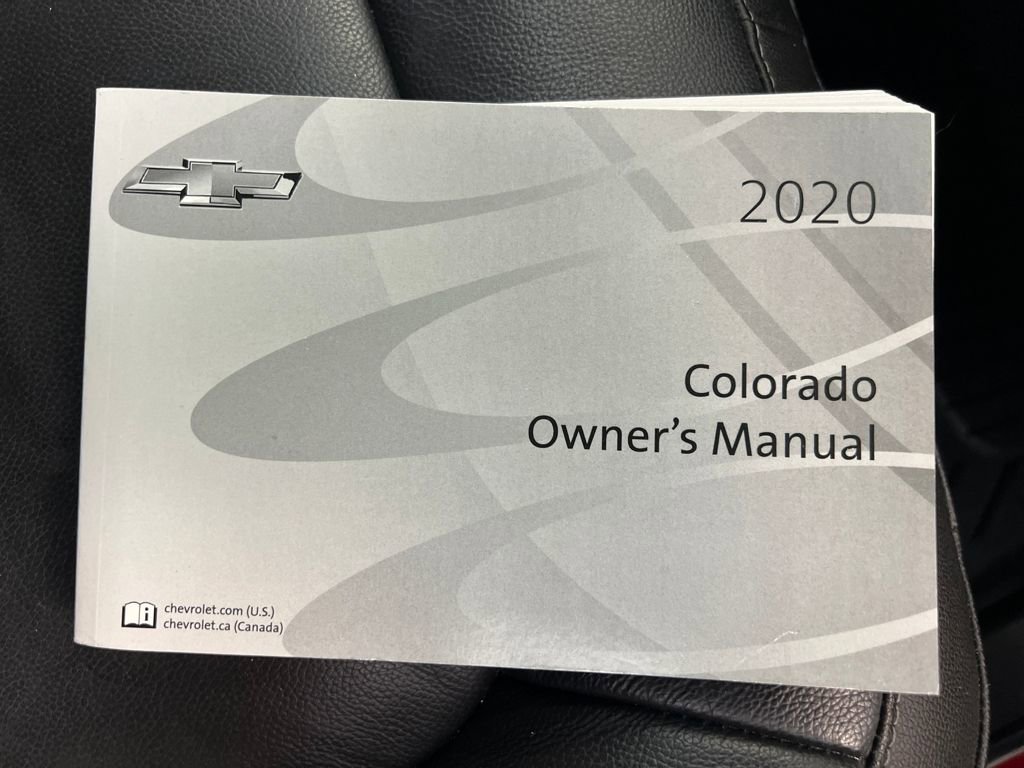 2020
Colorado
Owner's Manual
chevrolet.com (U.S.)
chevrolet.ca (Canada)